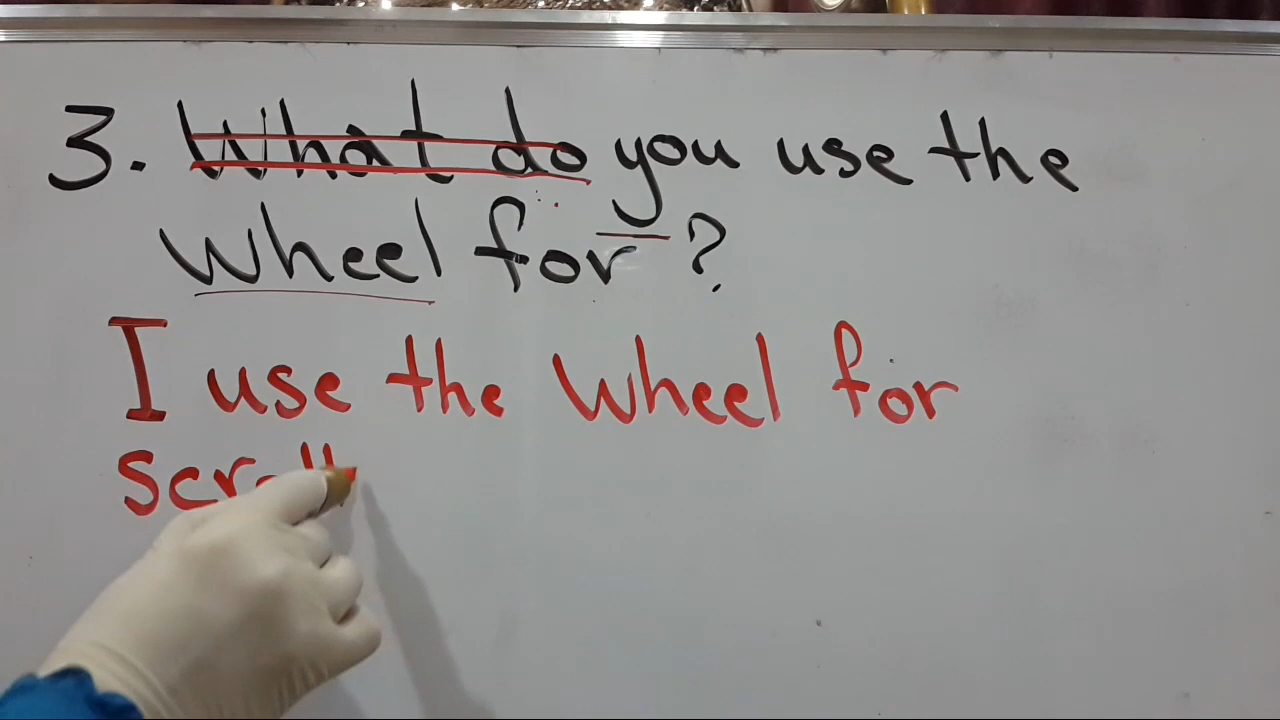 3. What do you use the
wheel for ?
I use the wheel for
scroll